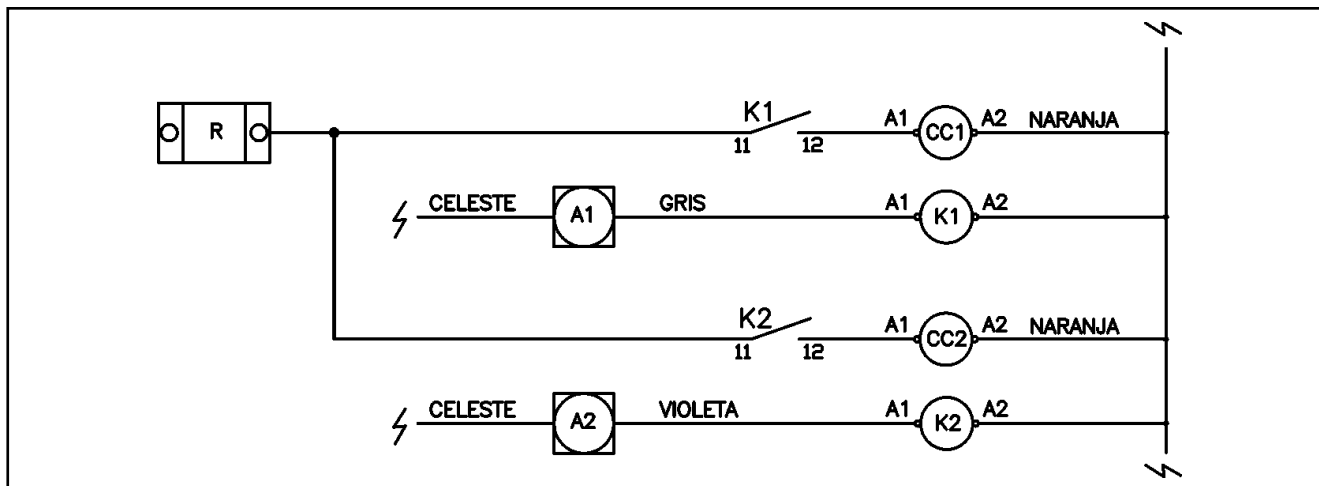 R K1 11 12 A1 CC1 A2 NARANJA
CELESTE A1 GRIS A1 K1 A2
K2 11 12 A1 CC2 A2 NARANJA
CELESTE A2 VIOLETA A1 K2 A2